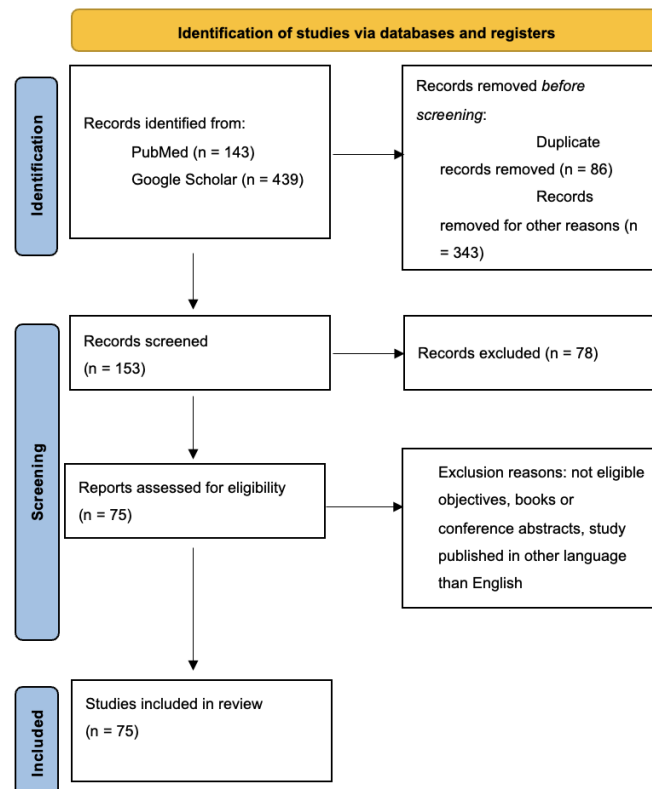 Identification of studies via databases and registers
Identification
Records identified from:
PubMed (n = 143)
Google Scholar (n = 439)
Records removed before
screening:
Duplicate
records removed (n = 86)
Records
removed for other reasons (n
= 343)
Screening
Records screened
(n = 153)
Records excluded (n = 78)
Reports assessed for eligibility
(n = 75)
Exclusion reasons: not eligible
objectives, books or
conference abstracts, study
published in other language
than English
Included
Studies included in review
(n = 75)